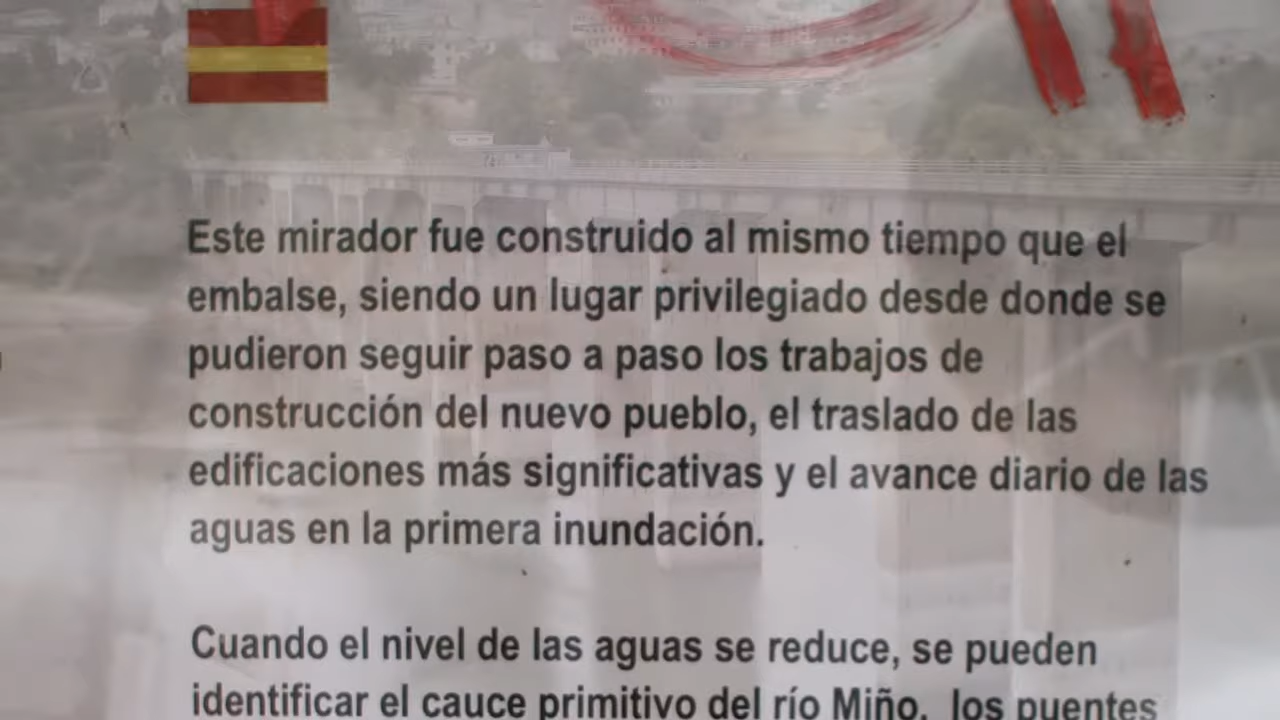 Este mirador fue construido al mismo tiempo que el
embalse, siendo un lugar privilegiado desde donde se
pudieron seguir paso a paso los trabajos de
construcción del nuevo pueblo, el traslado de las
edificaciones más significativas y el avance diario de las
aguas en la primera inundación.
Cuando el nivel de las aguas se reduce, se pueden
identificar el cauce primitivo del río Miño, los puentes